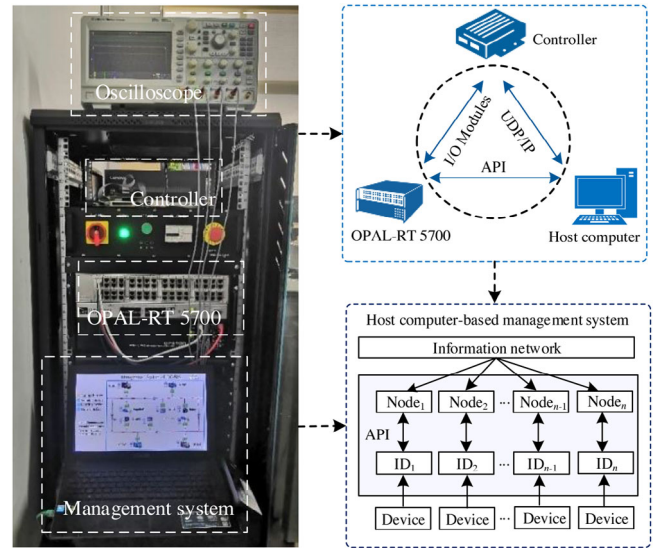 Oscilloscope
Controller
OPAL-RT 5700
Management system
Controller
I/O Modules
UDP/IP
API
OPAL-RT 5700
Host computer
Host computer-based management system
Information network
Node1 Node2 ... Noden-1 Noden
API
ID1 ID2 ... IDn-1 IDn
Device Device ... Device Device